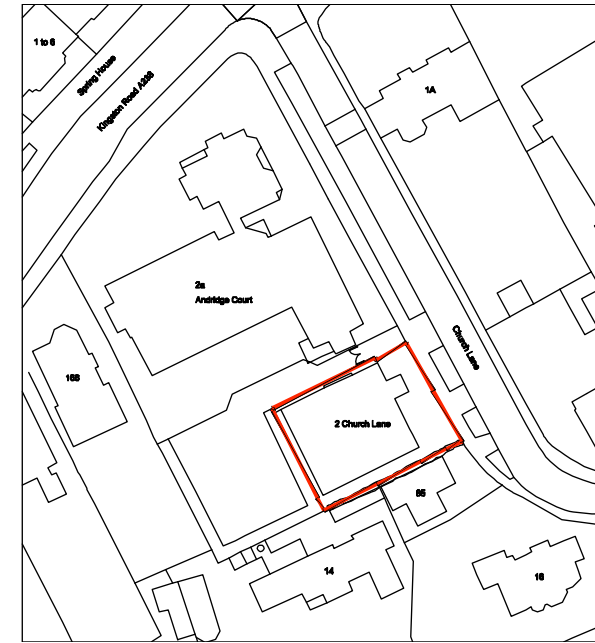 1 to 6
Spring House
Kingston Road A238
1A
2a
Andridge Court
Church Lane
168
2 Church Lane
85
14
16